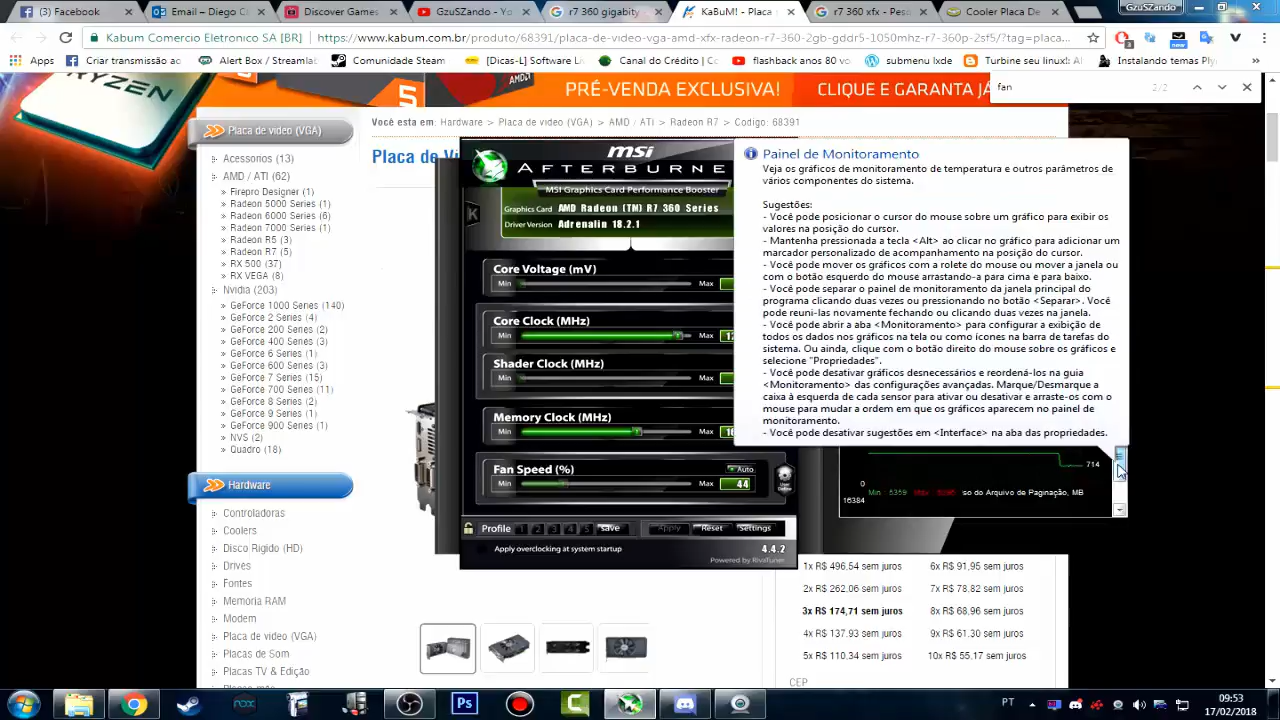 (3) Facebook
Email – Diego C
Discover Games
GzuSZando - Yo
r7 360 gigabity
KaBuM! - Placa
r7 360 xfx - Pes
Cooler Placa De
GzuSZando
Kabum Comercio Eletronico SA [BR]
https://www.kabum.com.br/produto/68391/placa-de-video-vga-amd-xfx-radeon-r7-360-2gb-gddr5-1050mhz-r7-360p-2sf5/?tag=placa...
Apps
Criar transmissão ac
Alert Box / Streamlab
Comunidade Steam
[Dicas-L] Software L
Canal do Crédito | C
flashback anos 80 vo
submenu lxde
Turbine seu linux!: Al
Instalando temas Ply
fan
2/2
RYZEN
5
AMD
PRÉ-VENDA EXCLUSIVA!
CLIQUE E GARANTA JÁ
Placa de video (VGA)
Você esta em: Hardware > Placa de video (VGA) > AMD / ATi > Radeon R7 > Codigo: 68391
Placa de Vi
Acessorios (13)
AMD / ATI (62)
Firepro Designer (1)
Radeon 5000 Series (1)
Radeon 6000 Series (6)
Radeon 7000 Series (1)
Radeon R5 (3)
Radeon R7 (5)
RX 500 (37)
RX VEGA (8)
Nvidia (203)
GeForce 1000 Series (140)
GeForce 2 Series (4)
GeForce 200 Series (2)
GeForce 400 Series (3)
GeForce 6 Series (1)
GeForce 600 Series (3)
GeForce 7 Series (15)
GeForce 700 Series (11)
GeForce 8 Series (2)
GeForce 9 Series (1)
GeForce 900 Series (1)
NVS (2)
Quadro (18)
Hardware
Controladoras
Coolers
Disco Rigido (HD)
Drives
Fontes
Memoria RAM
Modem
Placa de video (VGA)
Placas de Som
Placas TV & Edição
msi
AFTERBURNE
MSI Graphics Card Performance Booster
K
Graphics Card AMD Radeon (TM) R7 360 Series
Driver Version Adrenalin 18.2.1
Core Voltage (mV)
Min Max
Core Clock (MHz)
Min Max
Shader Clock (MHz)
Min Max
Memory Clock (MHz)
Min Max
Fan Speed (%)
Auto
Min Max 44
User Define
Profile 1 2 3 4 5 save
Apply Reset Settings
Apply overclocking at system startup
4.4.2
Powered by RivaTuner
Painel de Monitoramento
Veja os gráficos de monitoramento de temperatura e outros parâmetros de
vários componentes do sistema.
Sugestões:
- Você pode posicionar o cursor do mouse sobre um gráfico para exibir os
valores na posição do cursor.
- Mantenha pressionada a tecla <Alt> ao clicar no gráfico para adicionar um
marcador personalizado de acompanhamento na posição do cursor.
- Você pode mover os gráficos com a rolete do mouse ou mover a janela ou
com o botão esquerdo do mouse arrastando-a para cima e para baixo.
- Você pode separar o painel de monitoramento da janela principal do
programa clicando duas vezes ou pressionando no botão <Separar>. Você
pode reuni-las novamente fechando ou clicando duas vezes na janela.
- Você pode abrir a aba <Monitoramento> para configurar a exibição de
todos os dados nos gráficos na tela ou como ícones na barra de tarefas do
sistema. Ou ainda, clique com o botão direito do mouse sobre os gráficos e
selecione "Propriedades".
- Você pode desativar gráficos desnecessários e reordená-los na guia
<Monitoramento> das configurações avançadas. Marque/Desmarque a
caixa à esquerda de cada sensor para ativar ou desativar e arraste-os com o
mouse para mudar a ordem em que os gráficos aparecem no painel de
monitoramento.
- Você pode desativar sugestões em <Interface> na aba das propriedades.
714
0
16384
Min
so do Arquivo de Paginação, MB
1x R$ 496,54 sem juros
2x R$ 262,06 sem juros
3x R$ 174,71 sem juros
4x R$ 137,93 sem juros
5x R$ 110,34 sem juros
6x R$ 91,95 sem juros
7x R$ 78,82 sem juros
8x R$ 68,96 sem juros
9x R$ 61,30 sem juros
10x R$ 55,17 sem juros
CEP
nox
Ps
PT
09:53
17/02/2018